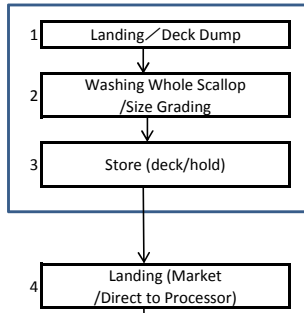 1 Landing／Deck Dump
2 Washing Whole Scallop
/Size Grading
3 Store (deck/hold)
4 Landing (Market
/Direct to Processor)